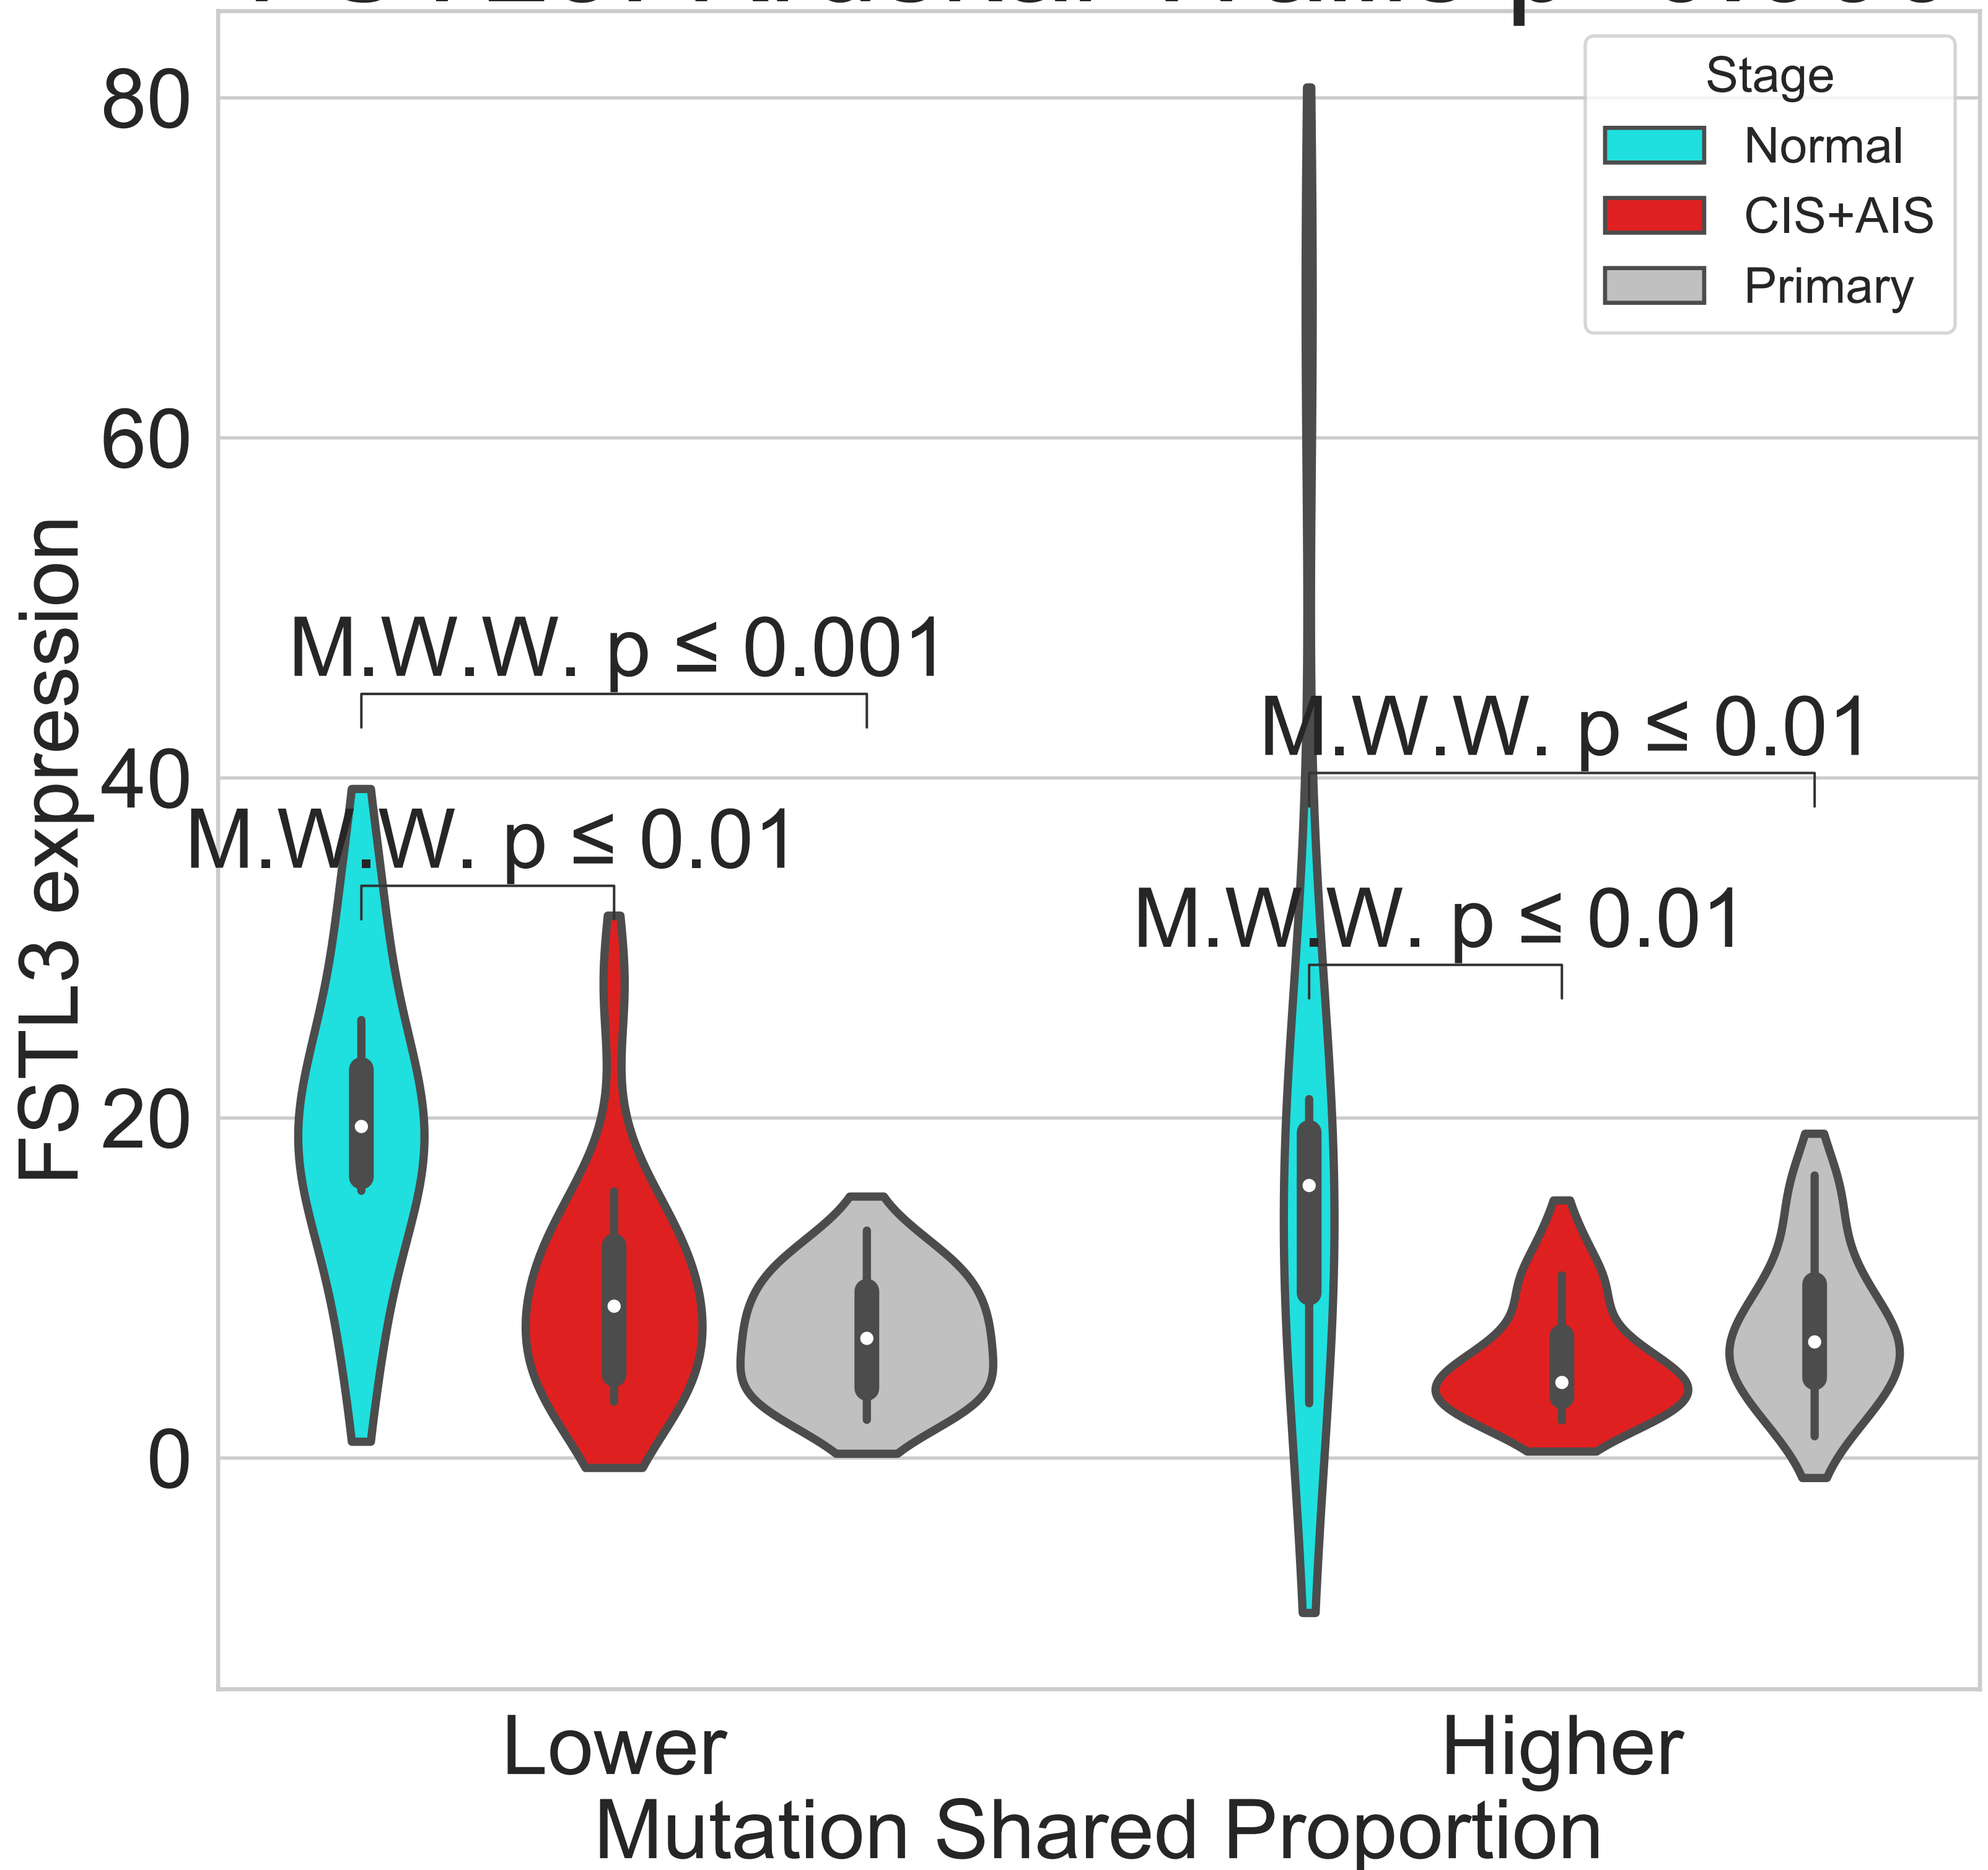 Stage
Normal
CIS+AIS
Primary
80
60
40
20
0
FSTL3 expression
M.W.W. p ≤ 0.001
M.W.W. p ≤ 0.01
M.W.W. p ≤ 0.01
M.W.W. p ≤ 0.01
Lower
Higher
Mutation Shared Proportion